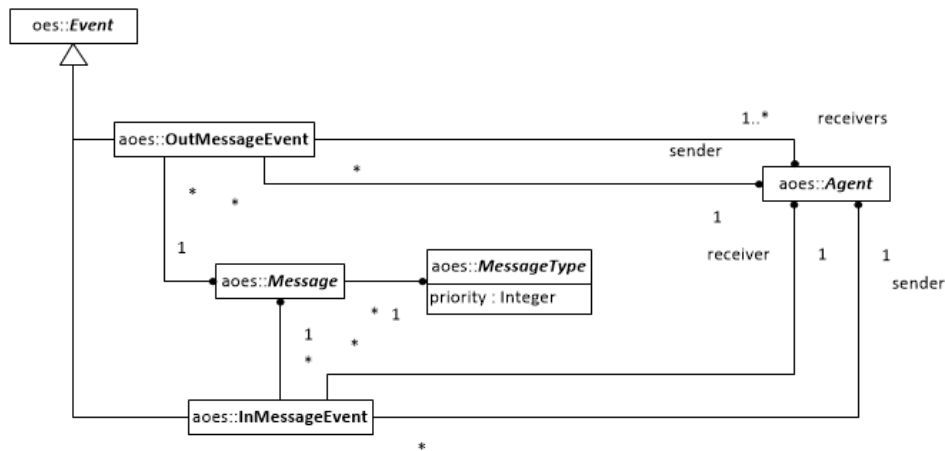 oes::Event
1..* receivers
aoes::OutMessageEvent
sender
*
aoes::Agent
*
*
1
1
receiver 1 1
aoes::MessageType
aoes::Message
sender
priority : Integer
* 1
1
*
*
aoes::InMessageEvent
*